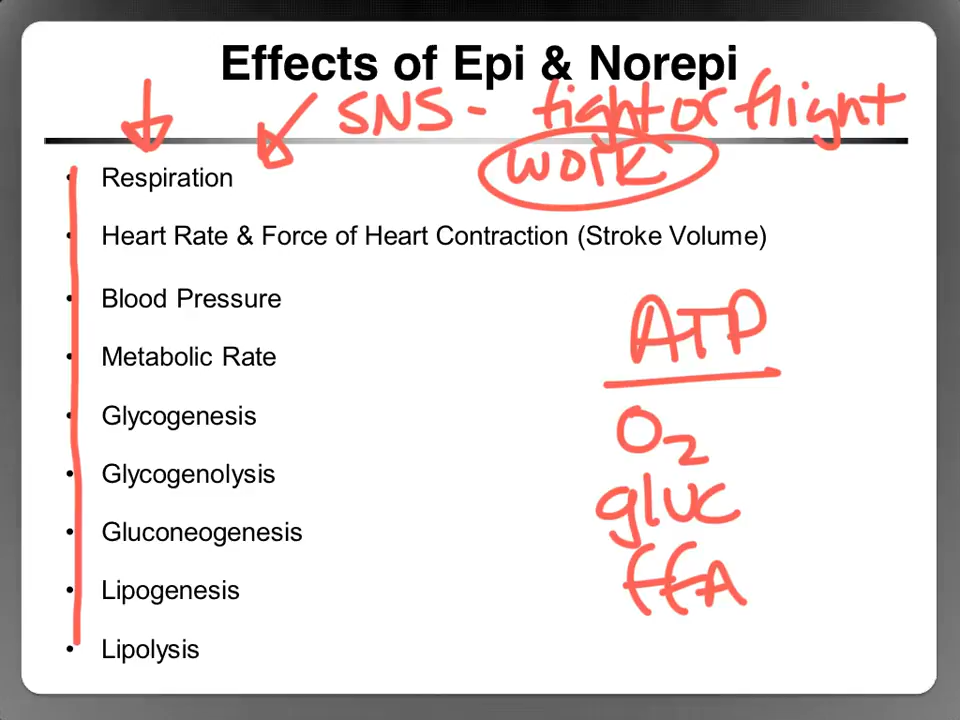 Effects of Epi & Norepi
SNS - fight or flight
work
• Respiration
• Heart Rate & Force of Heart Contraction (Stroke Volume)
• Blood Pressure
• Metabolic Rate
• Glycogenesis
• Glycogenolysis
• Gluconeogenesis
• Lipogenesis
• Lipolysis
ATP
O2
gluc
ffA